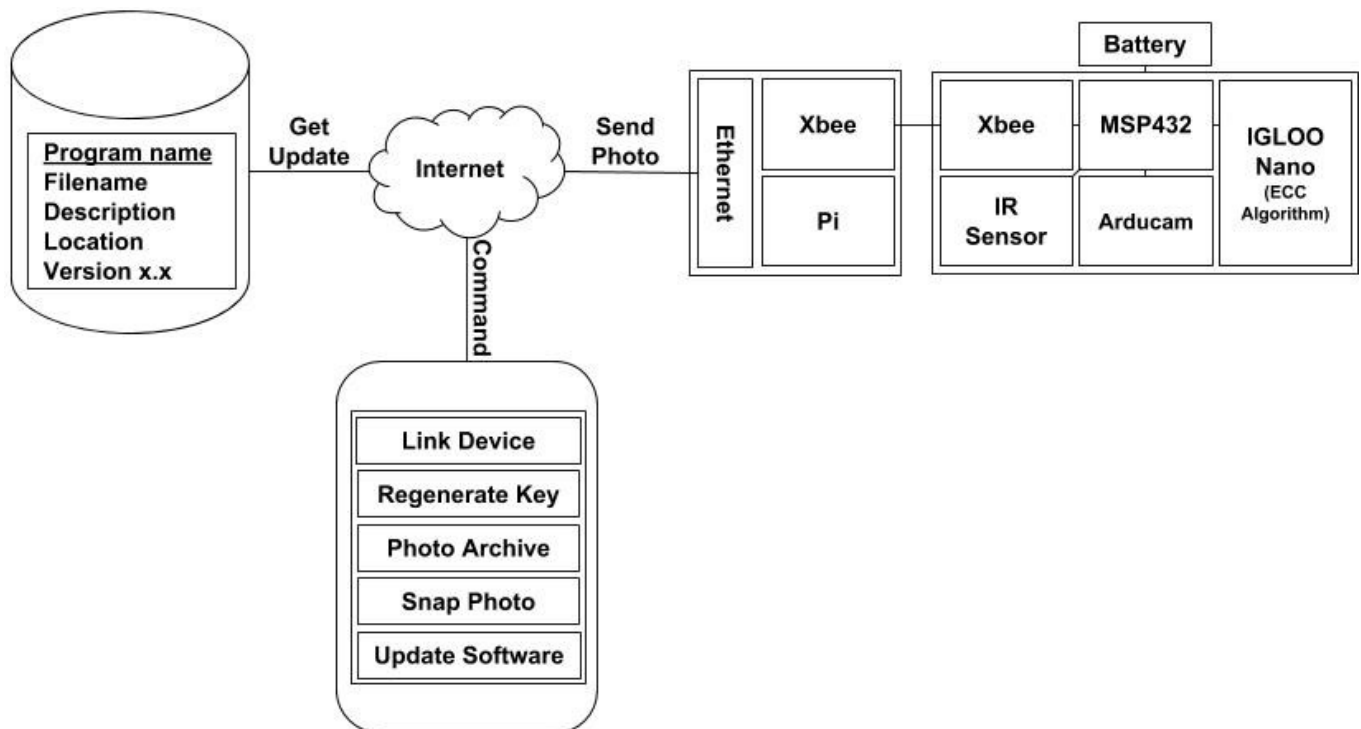 Program name
Filename
Description
Location
Version x.x
Get
Update
Internet
Send
Photo
Command
Link Device
Regenerate Key
Photo Archive
Snap Photo
Update Software
Ethernet
Xbee
Pi
Battery
Xbee
MSP432
IR
Sensor
Arducam
IGLOO
Nano
(ECC
Algorithm)